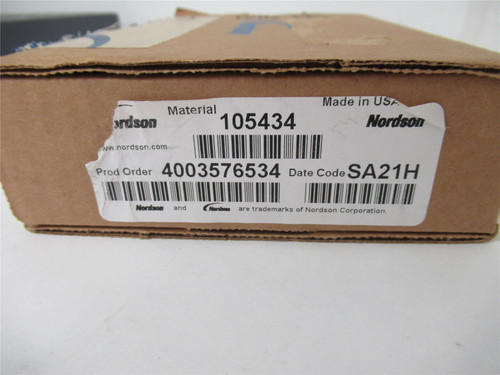 Material 105434 Made in USA
Nordson Nordson
www.nordson.com
Prod Order 4003576534 Date Code SA21H
Nordson and Nordson are trademarks of Nordson Corporation.